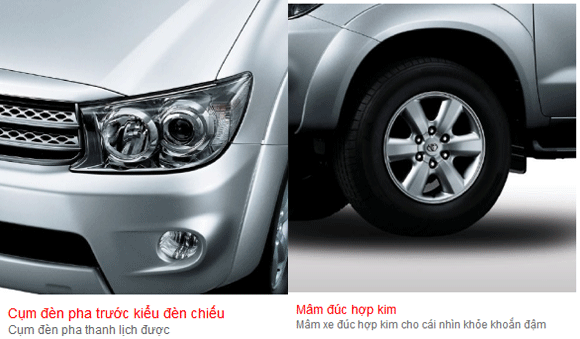 Cụm đèn pha trước kiểu đèn chiếu
Cụm đèn pha thanh lịch được
Mâm đúc hợp kim
Mâm xe đúc hợp kim cho cái nhìn khỏe khoắn đậm